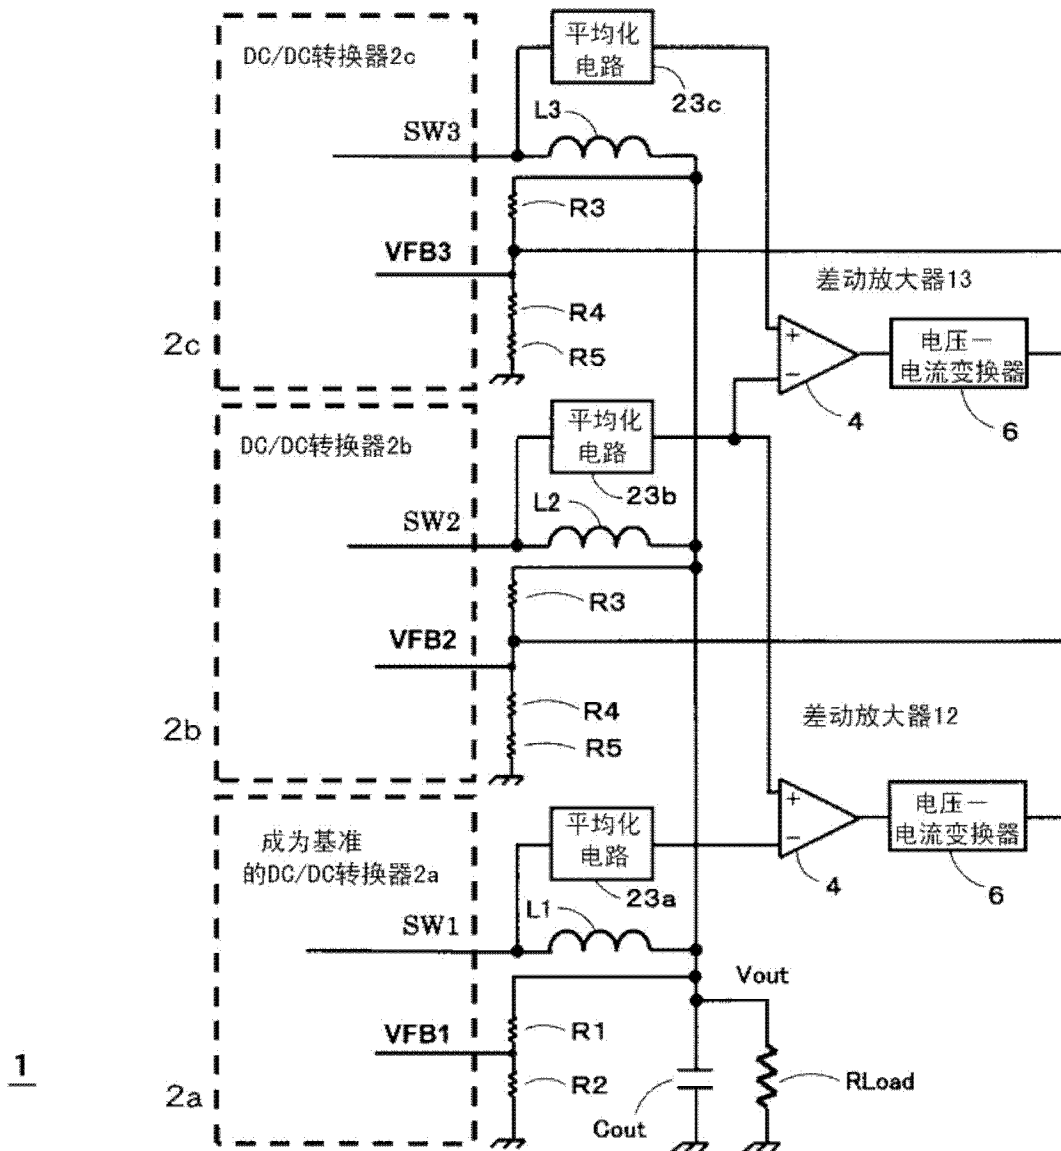 DC/DC转换器2c
平均化
电路
23c
SW3
L3
R3
VFB3
差动放大器13
R4
R5
2c
+
−
电压一
电流变换器
4
6
DC/DC转换器2b
平均化
电路
23b
SW2
L2
R3
VFB2
R4
R5
2b
差动放大器12
+
−
电压一
电流变换器
4
6
成为基准
的DC/DC转换器2a
平均化
电路
23a
SW1
L1
Vout
VFB1
R1
R2
1
2a
Cout
RLoad